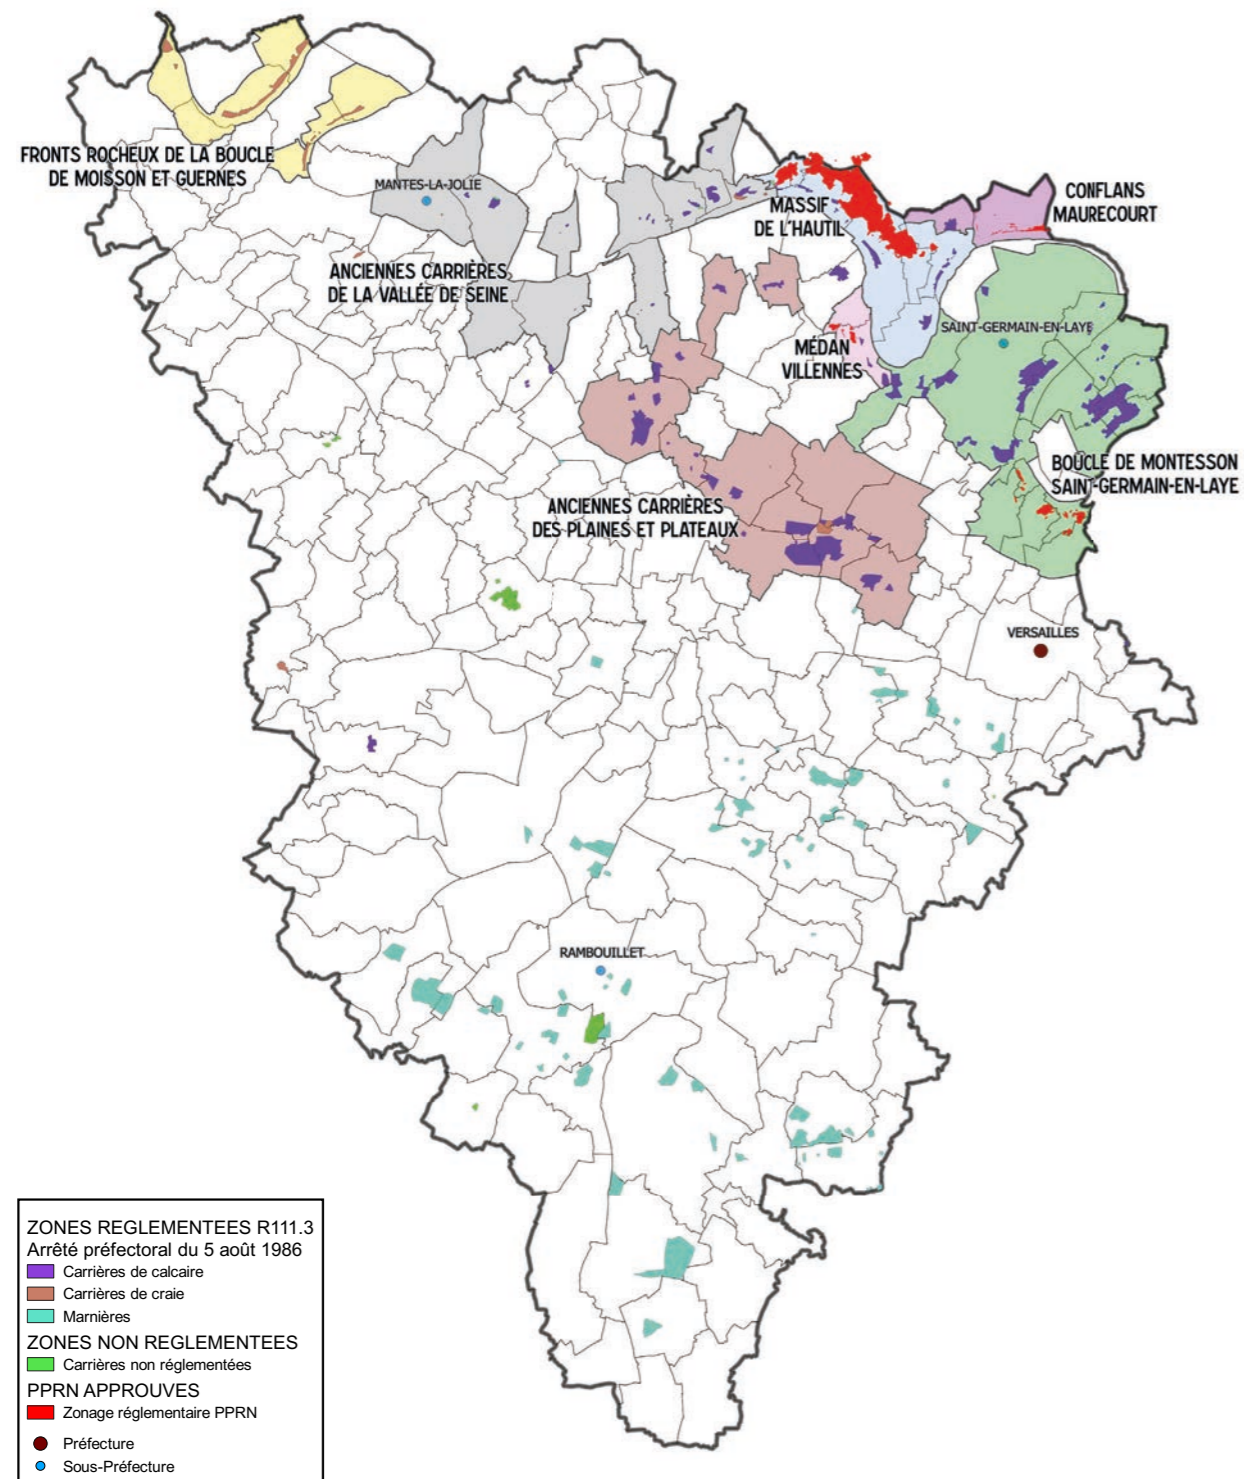 FRONTS ROCHEUX DE LA BOUCLE
DE MOISSON ET GUERNES
MANTES-LA-JOLIE
MASSIF
DE L'HAUTIL
CONFLANS
MAURECOURT
ANCIENNES CARRIÈRES
DE LA VALLÉE DE SEINE
SAINT-GERMAIN-EN-LAYE
MÉDAN
VILLENNES
BOUCLE DE MONTESSON
SAINT-GERMAIN-EN-LAYE
ANCIENNES CARRIÈRES
DES PLAINES ET PLATEAUX
VERSAILLES
RAMBOUILLET
ZONES REGLEMENTEES R111.3
Arrêté préfectoral du 5 août 1986
Carrières de calcaire
Carrières de craie
Marnières
ZONES NON REGLEMENTEES
Carrières non réglementées
PPRN APPROUVES
Zonage réglementaire PPRN
Préfecture
Sous-Préfecture